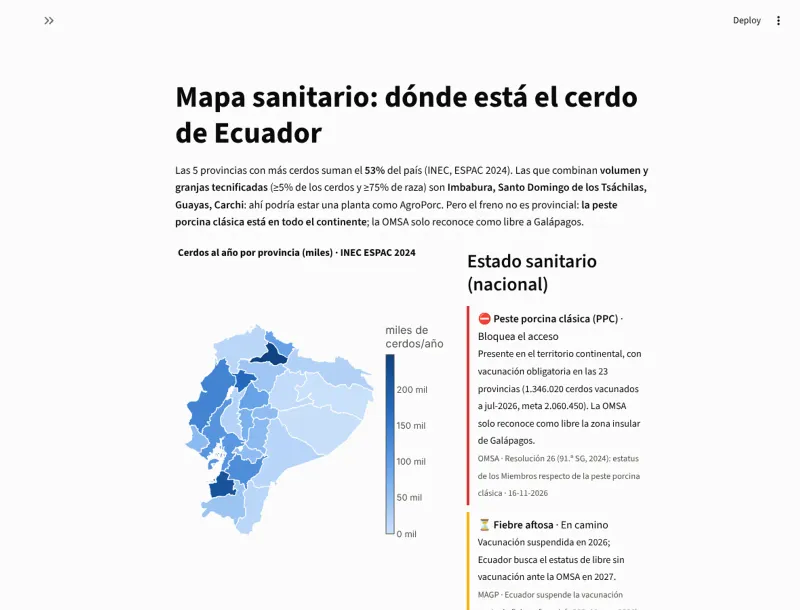 Deploy
Mapa sanitario: dónde está el cerdo
de Ecuador
Las 5 provincias con más cerdos suman el 53% del país (INEC, ESPAC 2024). Las que combinan volumen y
granjas tecnificadas (≥5% de los cerdos y ≥75% de raza) son Imbabura, Santo Domingo de los Tsáchilas,
Guayas, Carchi: ahí podría estar una planta como AgroPorc. Pero el freno no es provincial: la peste
porcina clásica está en todo el continente; la OMSA solo reconoce como libre a Galápagos.
Cerdos al año por provincia (miles) · INEC ESPAC 2024
miles de
cerdos/año
200 mil
150 mil
100 mil
50 mil
0 mil
Estado sanitario
(nacional)
⛔ Peste porcina clásica (PPC) ·
Bloquea el acceso
Presente en el territorio continental, con
vacunación obligatoria en las 23
provincias (1.346.020 cerdos vacunados
a jul-2026, meta 2.060.450). La OMSA
solo reconoce como libre la zona insular
de Galápagos.
OMSA · Resolución 26 (91.ª SG, 2024): estatus
de los Miembros respecto de la peste porcina
clásica · 16-11-2026
⏳ Fiebre aftosa · En camino
Vacunación suspendida en 2026;
Ecuador busca el estatus de libre sin
vacunación ante la OMSA en 2027.
MAGP · Ecuador suspende la vacunación